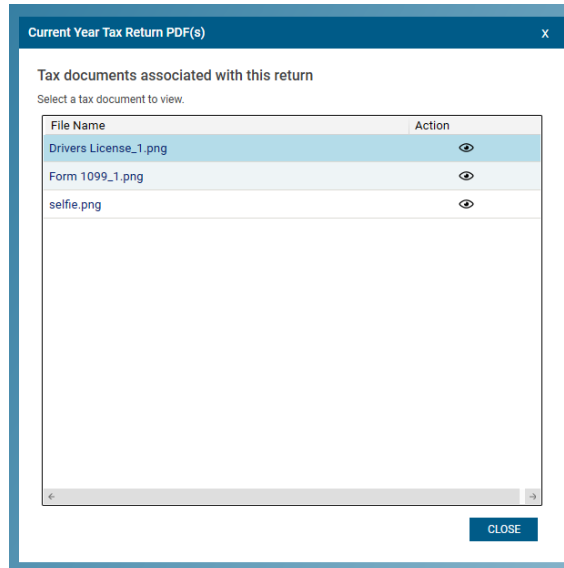 Current Year Tax Return PDF(s) x
Tax documents associated with this return
Select a tax document to view.
File Name Action
Drivers License_1.png
Form 1099_1.png
selfie.png
CLOSE